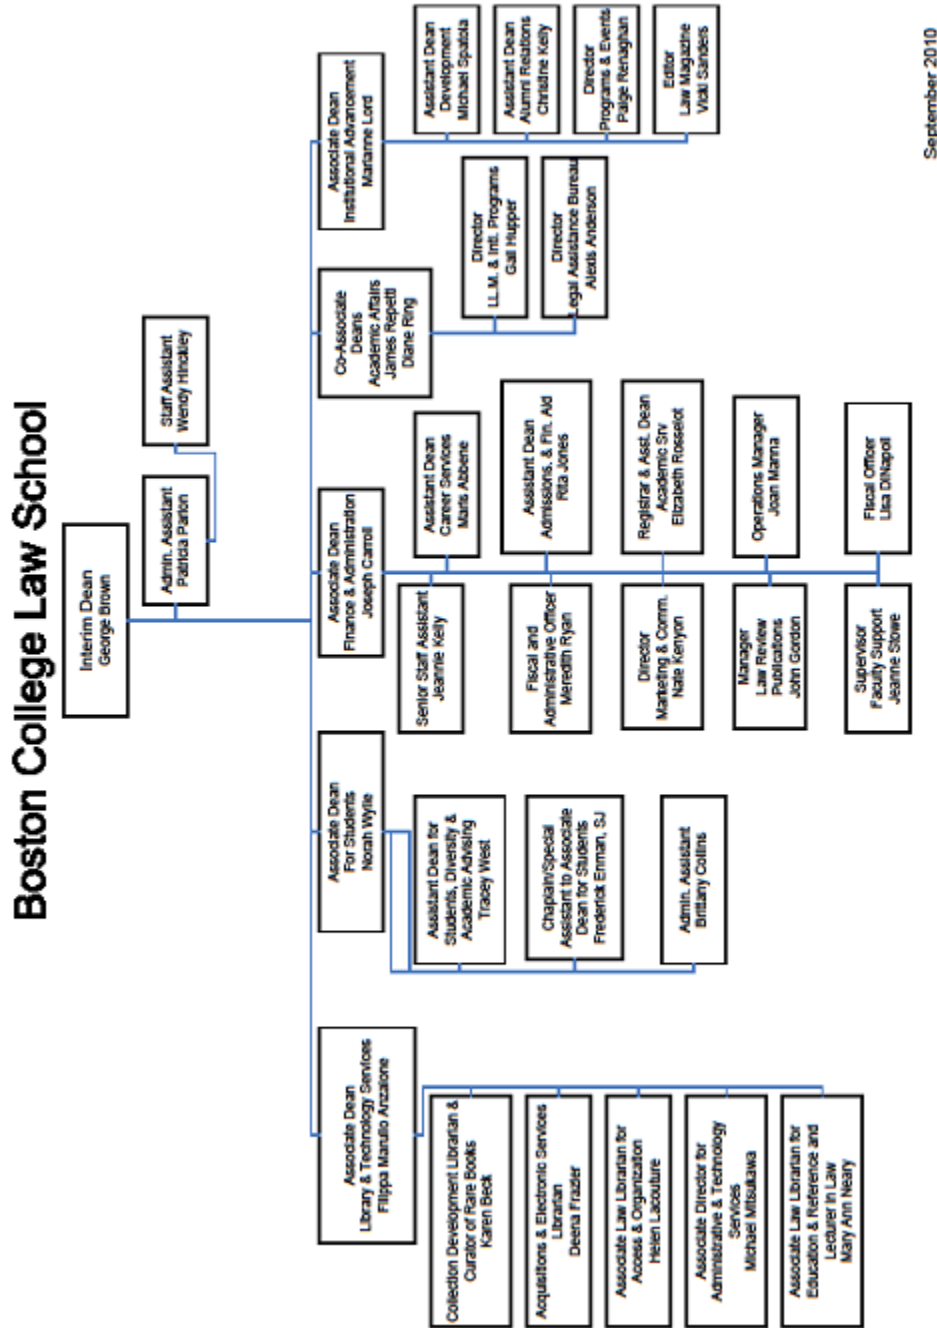 Boston College Law School
Interim Dean
George Brown
Admin. Assistant
Patricia Parlon
Staff Assistant
Wendy Hinckley
Associate Dean
Library & Technology Services
Filippa Marullo Anzalone
Collection Development Librarian &
Curator of Rare Books
Karen Beck
Acquisitions & Electronic Services
Librarian
Deena Frazier
Associate Law Librarian for
Access & Organization
Helen Lacouture
Associate Director for
Administrative & Technology
Services
Michael Mitsukawa
Associate Law Librarian for
Education & Reference and
Lecturer in Law
Mary Ann Neary
Associate Dean
For Students
Norah Wylie
Assistant Dean for
Students, Diversity &
Academic Advising
Tracey West
Chaplain/Special
Assistant to Associate
Dean for Students
Frederick Enman, SJ
Admin. Assistant
Brittany Collins
Associate Dean
Finance & Administration
Joseph Carroll
Senior Staff Assistant
Jeannie Kelly
Assistant Dean
Career Services
Maris Abbene
Fiscal and
Administrative Officer
Meredith Ryan
Assistant Dean
Admissions, & Fin. Aid
Rita Jones
Director
Marketing & Comm.
Nate Kenyon
Registrar & Asst. Dean
Academic Srv
Elizabeth Rosselot
Manager
Law Review
Publications
John Gordon
Operations Manager
Joan Manna
Supervisor
Faculty Support
Jeanne Stowe
Fiscal Officer
Lisa DiNapoli
Co-Associate
Deans
Academic Affairs
James Repetti
Diane Ring
Director
LL.M. & Intl. Programs
Gail Hupper
Director
Legal Assistance Bureau
Alexis Anderson
Associate Dean
Institutional Advancement
Marianne Lord
Assistant Dean
Development
Michael Spatola
Assistant Dean
Alumni Relations
Christine Kelly
Director
Programs & Events
Paige Renaghan
Editor
Law Magazine
Vicki Sanders
September 2010